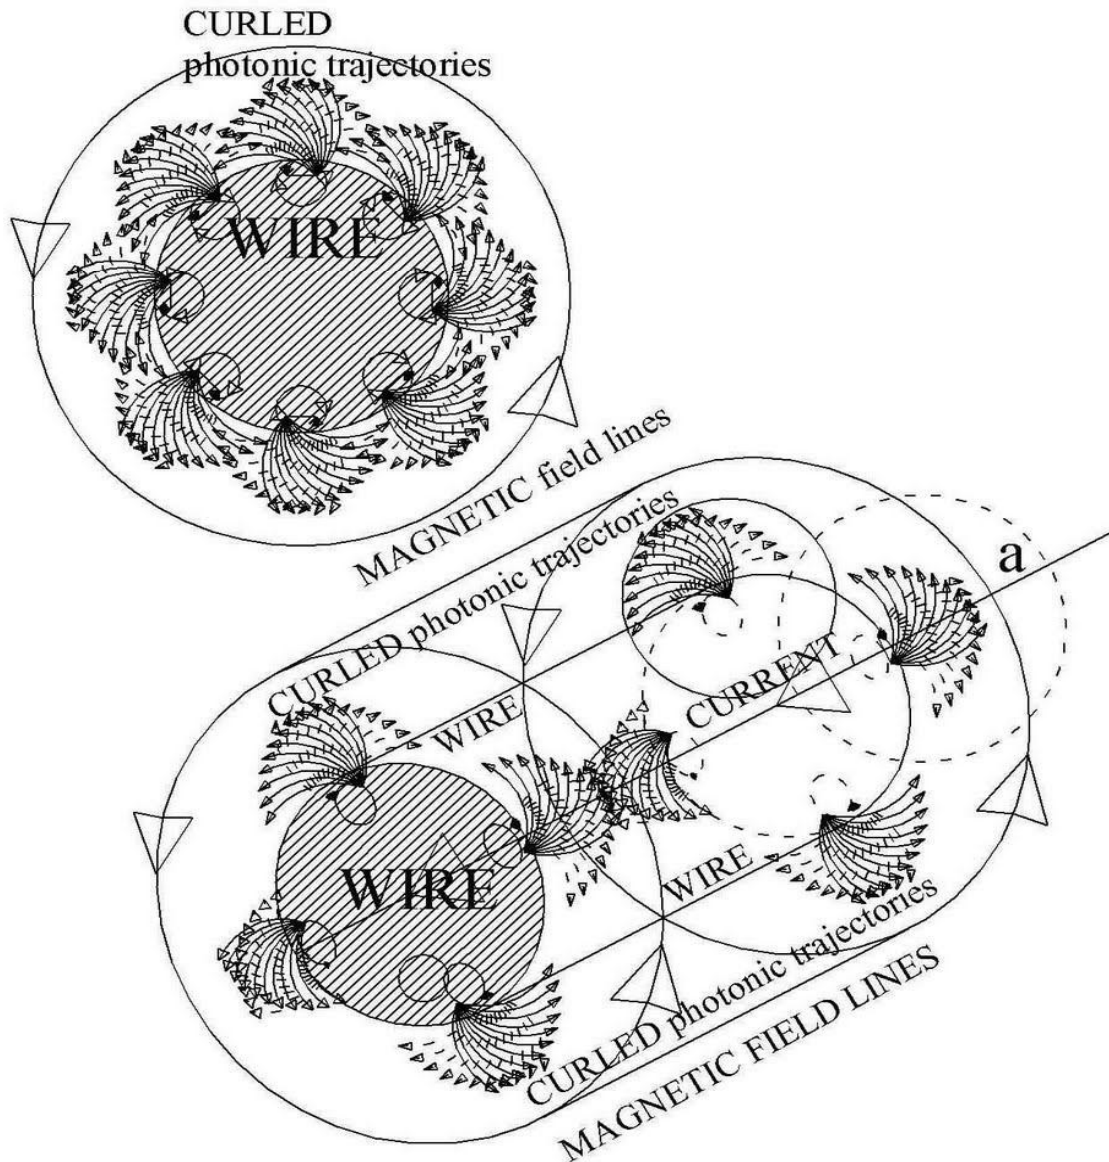 CURLED
photonic trajectories
WIRE
MAGNETIC field lines
CURLED photonic trajectories
a
WIRE
CURRENT
WIRE
WIRE
CURLED photonic trajectories
MAGNETIC FIELD LINES